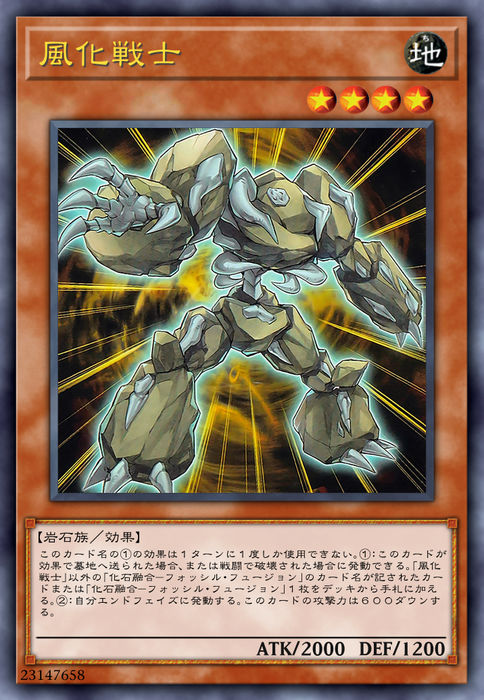 風化戦士
ち
地
【岩石族／効果】
このカード名の①の効果は１ターンに１度しか使用できない。①：このカードが
効果で墓地へ送られた場合、または戦闘で破壊された場合に発動できる。「風化
戦士」以外の「化石融合－フォッシル・フュージョン」のカード名が記されたカー
ドまたは「化石融合－フォッシル・フュージョン」１枚をデッキから手札に加え
る。②：自分エンドフェイズに発動する。このカードの攻撃力は６００ダウンす
る。
ATK/2000 DEF/1200
23147658